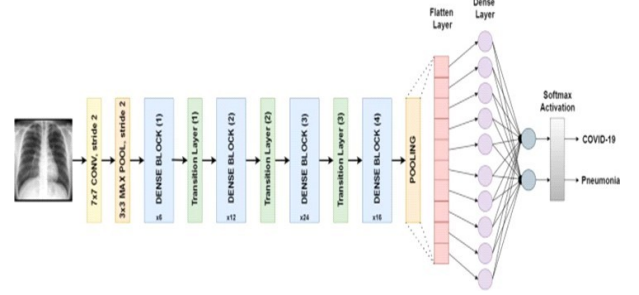 Flatten
Layer
Dense
Layer
7x7 CONV, stride 2
3x3 MAX POOL, stride 2
DENSE BLOCK (1)
x6
Transition Layer (1)
DENSE BLOCK (2)
x12
Transition Layer (2)
DENSE BLOCK (3)
x24
Transition Layer (3)
DENSE BLOCK (4)
x16
POOLING
Softmax
Activation
COVID-19
Pneumonia